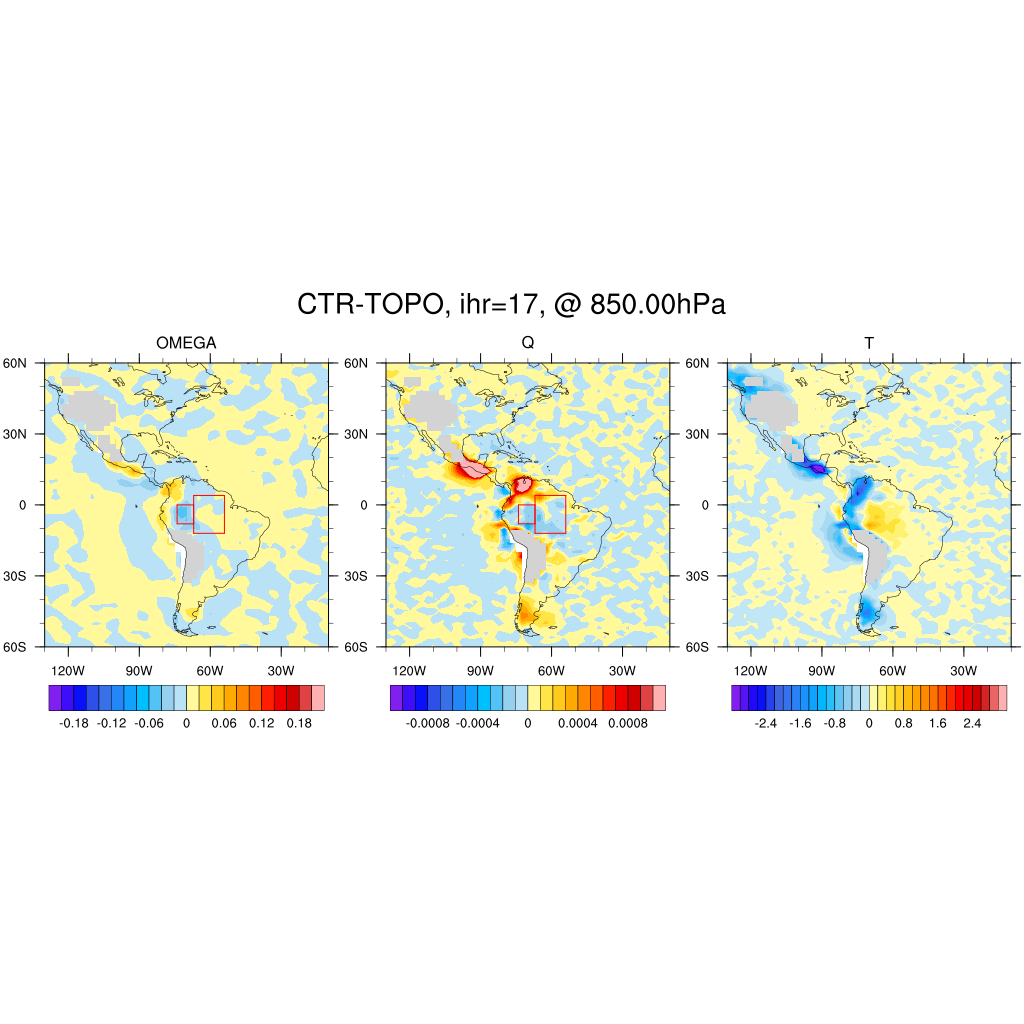 CTR-TOPO, ihr=17, @ 850.00hPa
OMEGA Q T
60N 60N 60N
30N 30N 30N
0 0 0
30S 30S 30S
60S 60S 60S
120W 90W 60W 30W 120W 90W 60W 30W 120W 90W 60W 30W
-0.18 -0.12 -0.06 0 0.06 0.12 0.18 -0.0008 -0.0004 0 0.0004 0.0008 -2.4 -1.6 -0.8 0 0.8 1.6 2.4